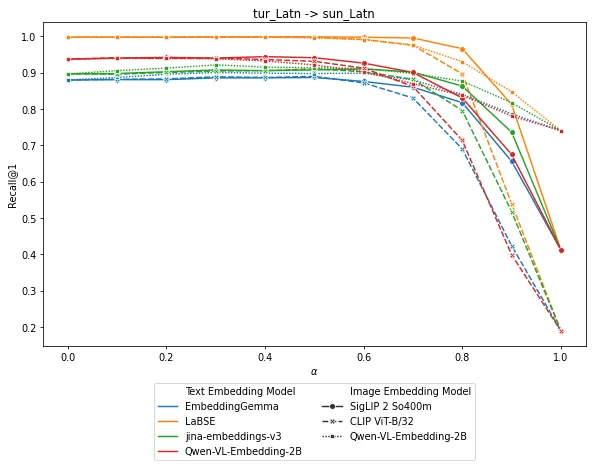 tur_Latn -> sun_Latn
1.0
0.9
0.8
0.7
0.6
0.5
0.4
0.3
0.2
Recall@1
0.0 0.2 0.4 0.6 0.8 1.0
α
Text Embedding Model Image Embedding Model
EmbeddingGemma SigLIP 2 So400m
LaBSE CLIP ViT-B/32
jina-embeddings-v3 Qwen-VL-Embedding-2B
Qwen-VL-Embedding-2B